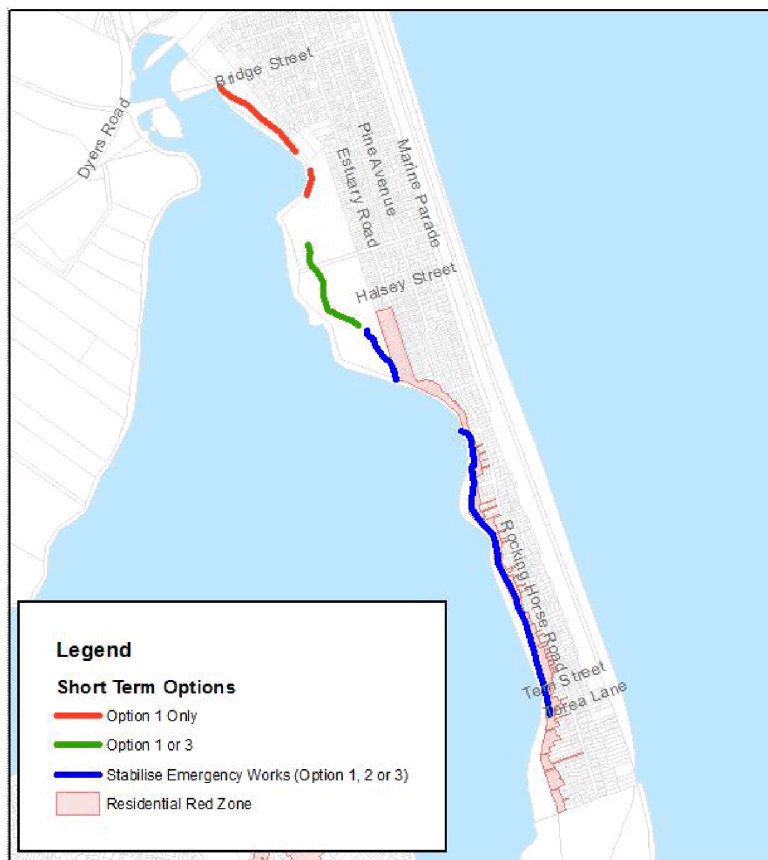 Bridge Street
Dyers Road
Pine Avenue
Marine Parade
Estuary Road
Halsey Street
Rocking Horse Road
Tern Street
Torea Lane
Legend
Short Term Options
Option 1 Only
Option 1 or 3
Stabilise Emergency Works (Option 1, 2 or 3)
Residential Red Zone